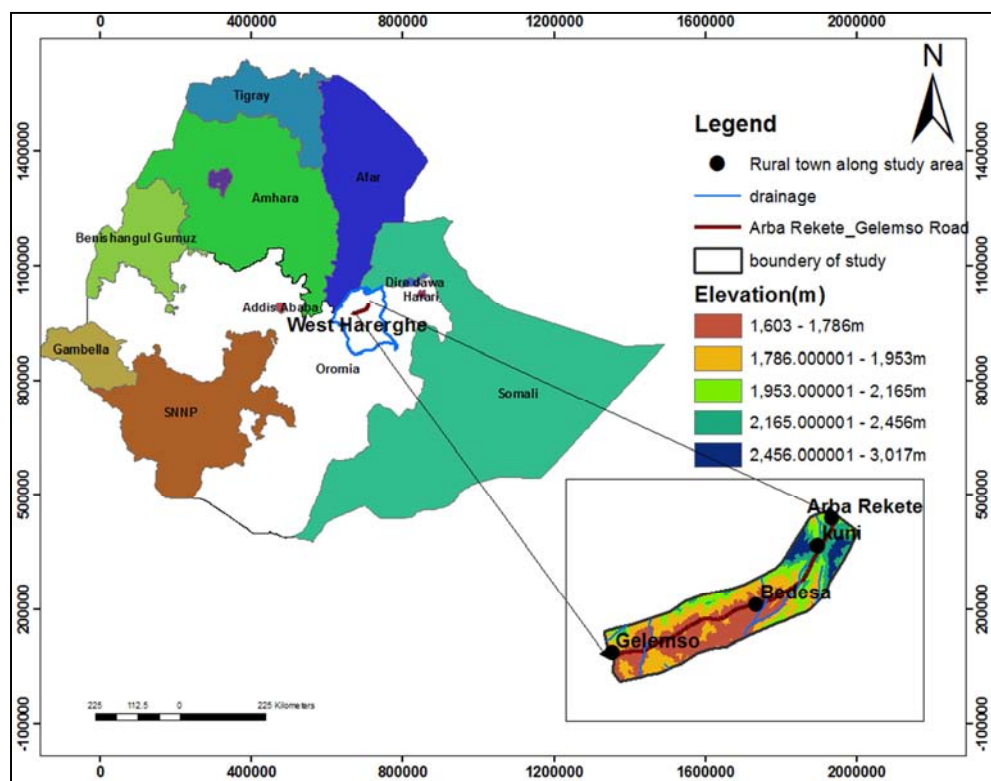 0 400000 800000 1200000 1600000 2000000
N
Tigray
Afar
Amhara
Benishangul Gumuz
Dire dawa
Harari
Addis Ababa
West Harerghe
Gambella
Oromia
Somali
SNNP
Legend
Rural town along study area
drainage
Arba Rekete_Gelemso Road
boundery of study
Elevation(m)
1,603 - 1,786m
1,786.000001 - 1,953m
1,953.000001 - 2,165m
2,165.000001 - 2,456m
2,456.000001 - 3,017m
Arba Rekete
kuni
Bedesa
Gelemso
225 112.5 0 225 Kilometers
1400000
1100000
800000
500000
200000
-100000
1400000
1100000
800000
500000
200000
-100000
0 400000 800000 1200000 1600000 2000000